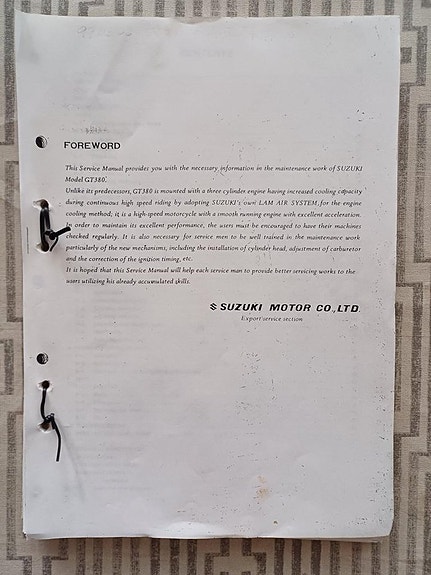 FOREWORD
This Service Manual provides you with the necessary information in the maintenance work of SUZUKI
Model GT380.
Unlike its predecessors, GT380 is mounted with a three cylinder engine having increased cooling capacity
during continuous high speed riding by adopting SUZUKI's own LAM AIR SYSTEM for the engine
cooling method; it is a high-speed motorcycle with a smooth running engine with excellent acceleration.
In order to maintain its excellent performance, the users must be encouraged to have their machines
checked regularly. It is also necessary for service men to be well trained in the maintenance work
particularly of the new mechanisms, including the installation of cylinder head, adjustment of carburetor
and the correction of the ignition timing, etc.
It is hoped that this Service Manual will help each service man to provide better servicing works to the
users utilizing his already accumulated skills.
SUZUKI MOTOR CO.,LTD.
Export service section